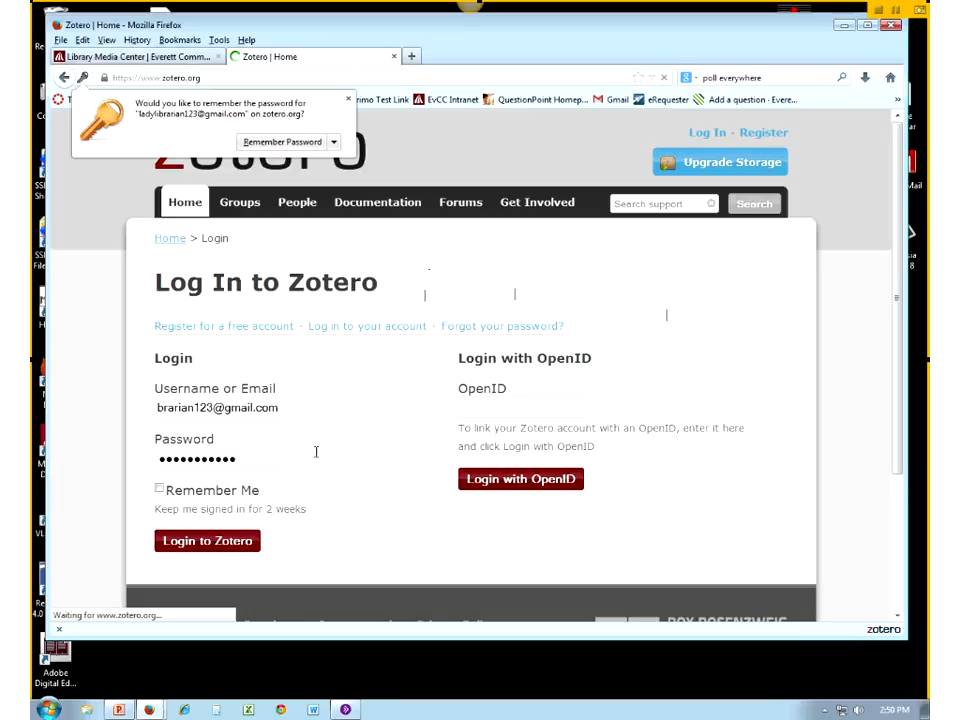 Zotero | Home - Mozilla Firefox
File Edit View History Bookmarks Tools Help
Library Media Center | Everett Comm... × Zotero | Home × +
https://www.zotero.org
poll everywhere
Would you like to remember the password for
"ladylibrarian123@gmail.com" on zotero.org?
Remember Password
rimo Test Link EvCC Intranet QuestionPoint Homep... Gmail eRequester Add a question - Evere... »
zotero
Log In · Register
Upgrade Storage
Home Groups People Documentation Forums Get Involved Search support Search
Home > Login
Log In to Zotero
Register for a free account · Log in to your account · Forgot your password?
Login
Username or Email
brarian123@gmail.com
Password
•••••••••••
Remember Me
Keep me signed in for 2 weeks
Login to Zotero
Login with OpenID
OpenID
To link your Zotero account with an OpenID, enter it here
and click Login with OpenID
Login with OpenID
Waiting for www.zotero.org...
ROY ROSENZWEIG
× zotero
Adobe
Digital Ed...
2:50 PM